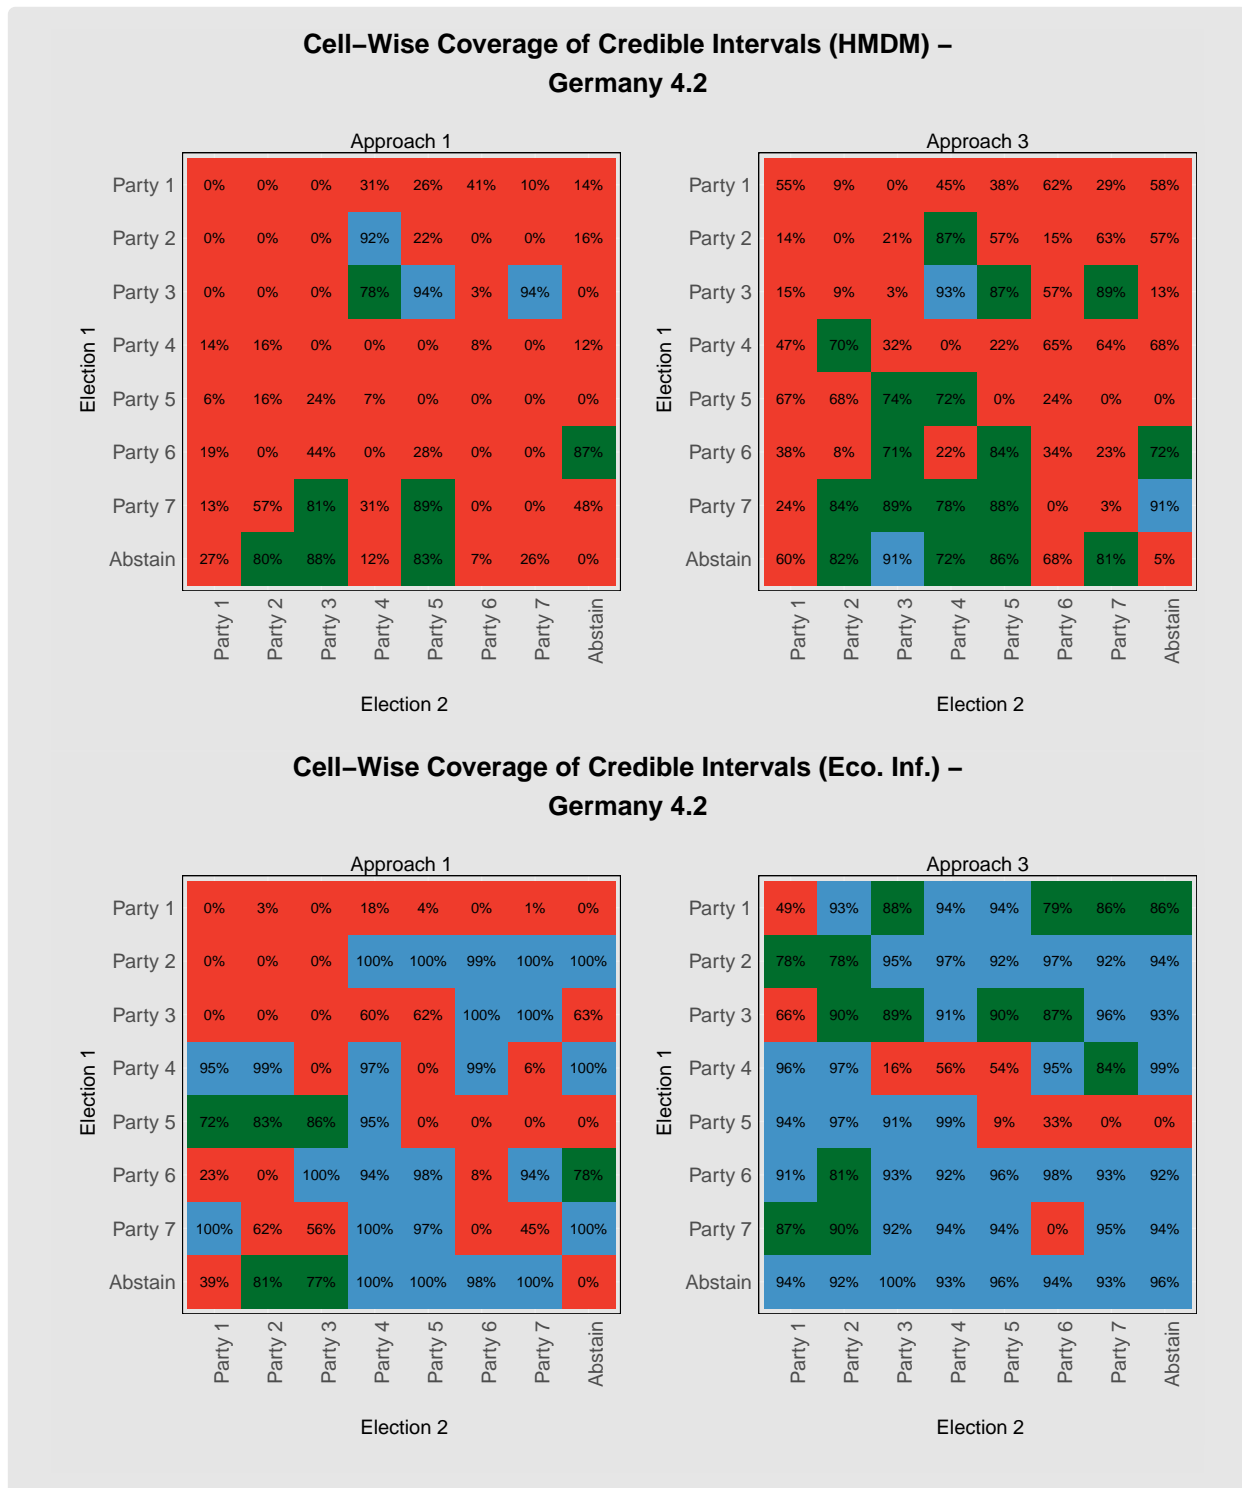 Cell–Wise Coverage of Credible Intervals (HMDM) –
Germany 4.2
Approach 1
Election 1
Party 1 0% 0% 0% 31% 26% 41% 10% 14%
Party 2 0% 0% 0% 92% 22% 0% 0% 16%
Party 3 0% 0% 0% 78% 94% 3% 94% 0%
Party 4 14% 16% 0% 0% 0% 8% 0% 12%
Party 5 6% 16% 24% 7% 0% 0% 0% 0%
Party 6 19% 0% 44% 0% 28% 0% 0% 87%
Party 7 13% 57% 81% 31% 89% 0% 0% 48%
Abstain 27% 80% 88% 12% 83% 7% 26% 0%
Party 1 Party 2 Party 3 Party 4 Party 5 Party 6 Party 7 Abstain
Election 2
Approach 3
Election 1
Party 1 55% 9% 0% 45% 38% 62% 29% 58%
Party 2 14% 0% 21% 87% 57% 15% 63% 57%
Party 3 15% 9% 3% 93% 87% 57% 89% 13%
Party 4 47% 70% 32% 0% 22% 65% 64% 68%
Party 5 67% 68% 74% 72% 0% 24% 0% 0%
Party 6 38% 8% 71% 22% 84% 34% 23% 72%
Party 7 24% 84% 89% 78% 88% 0% 3% 91%
Abstain 60% 82% 91% 72% 86% 68% 81% 5%
Party 1 Party 2 Party 3 Party 4 Party 5 Party 6 Party 7 Abstain
Election 2
Cell–Wise Coverage of Credible Intervals (Eco. Inf.) –
Germany 4.2
Approach 1
Election 1
Party 1 0% 3% 0% 18% 4% 0% 1% 0%
Party 2 0% 0% 0% 100% 100% 99% 100% 100%
Party 3 0% 0% 0% 60% 62% 100% 100% 63%
Party 4 95% 99% 0% 97% 0% 99% 6% 100%
Party 5 72% 83% 86% 95% 0% 0% 0% 0%
Party 6 23% 0% 100% 94% 98% 8% 94% 78%
Party 7 100% 62% 56% 100% 97% 0% 45% 100%
Abstain 39% 81% 77% 100% 100% 98% 100% 0%
Party 1 Party 2 Party 3 Party 4 Party 5 Party 6 Party 7 Abstain
Election 2
Approach 3
Election 1
Party 1 49% 93% 88% 94% 94% 79% 86% 86%
Party 2 78% 78% 95% 97% 92% 97% 92% 94%
Party 3 66% 90% 89% 91% 90% 87% 96% 93%
Party 4 96% 97% 16% 56% 54% 95% 84% 99%
Party 5 94% 97% 91% 99% 9% 33% 0% 0%
Party 6 91% 81% 93% 92% 96% 98% 93% 92%
Party 7 87% 90% 92% 94% 94% 0% 95% 94%
Abstain 94% 92% 100% 93% 96% 94% 93% 96%
Party 1 Party 2 Party 3 Party 4 Party 5 Party 6 Party 7 Abstain
Election 2